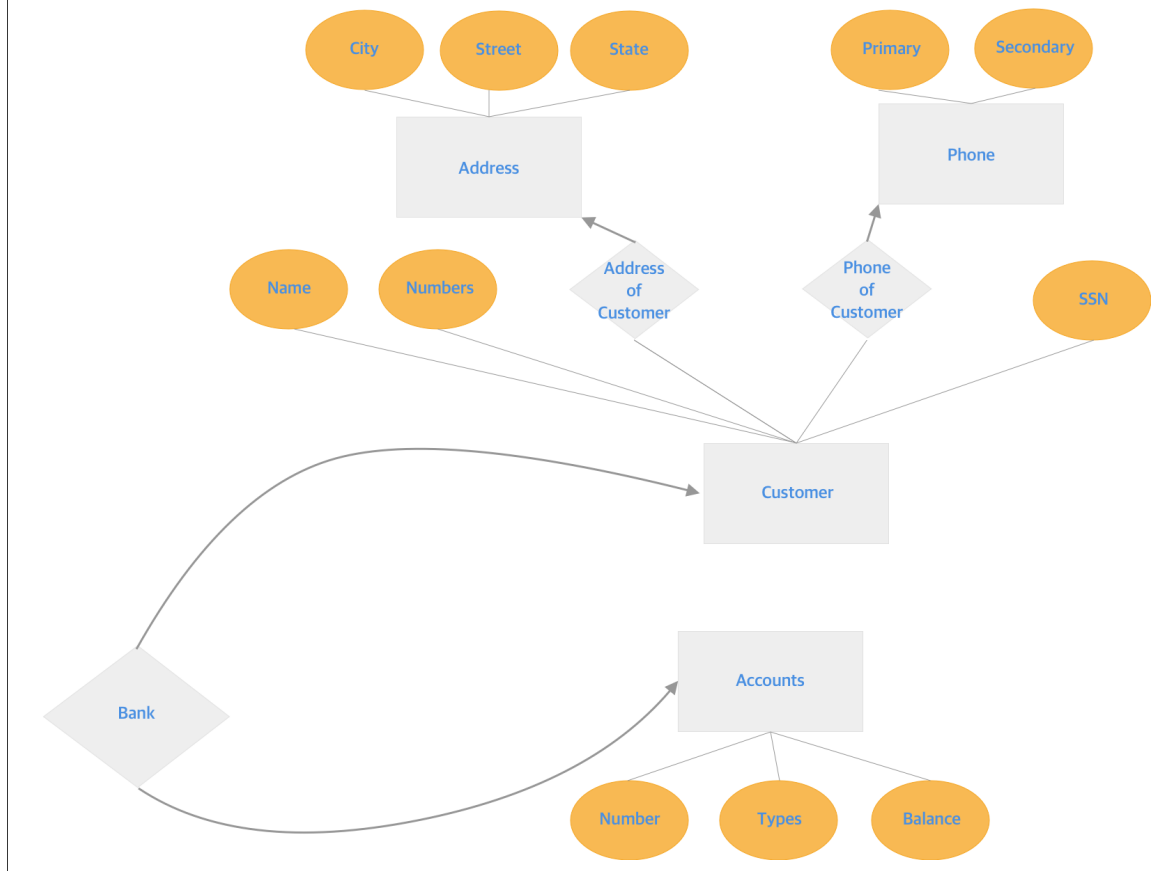 City
Street
State
Primary
Secondary
Address
Phone
Name
Numbers
Address
of
Customer
Phone
of
Customer
SSN
Customer
Accounts
Bank
Number
Types
Balance